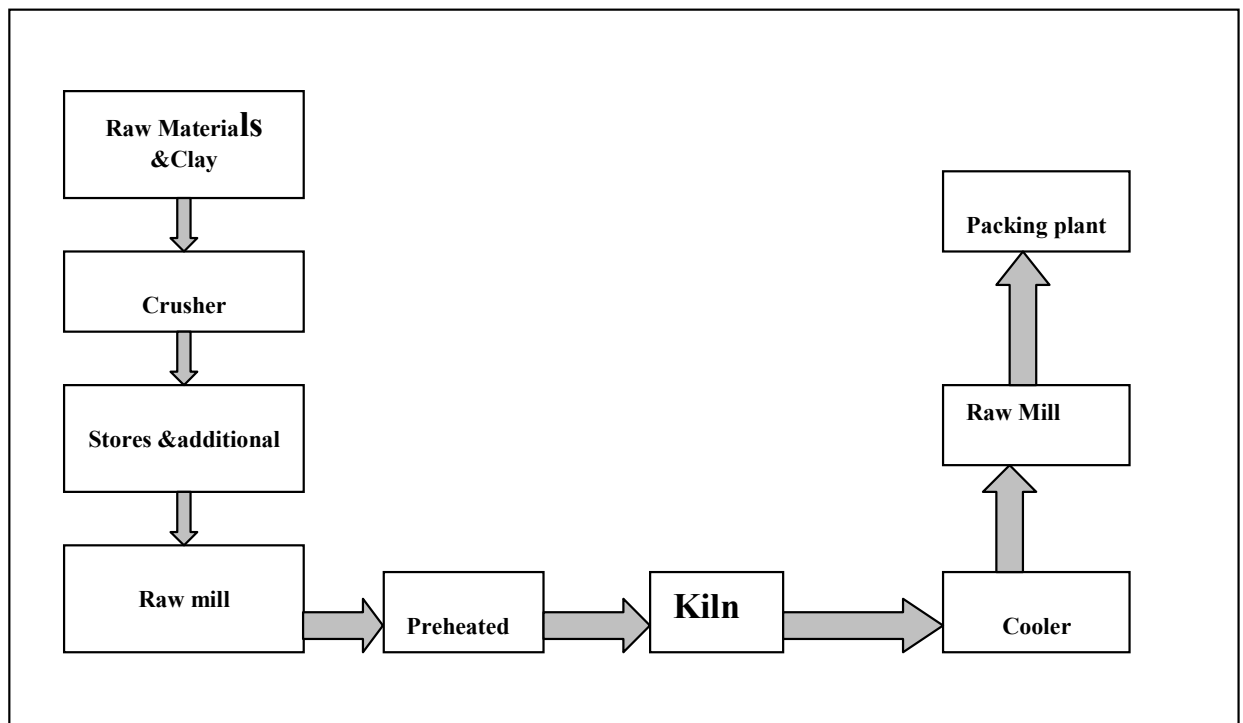 Raw Materials
&Clay
Crusher
Stores &additional
Raw mill
Preheated
Kiln
Cooler
Raw Mill
Packing plant